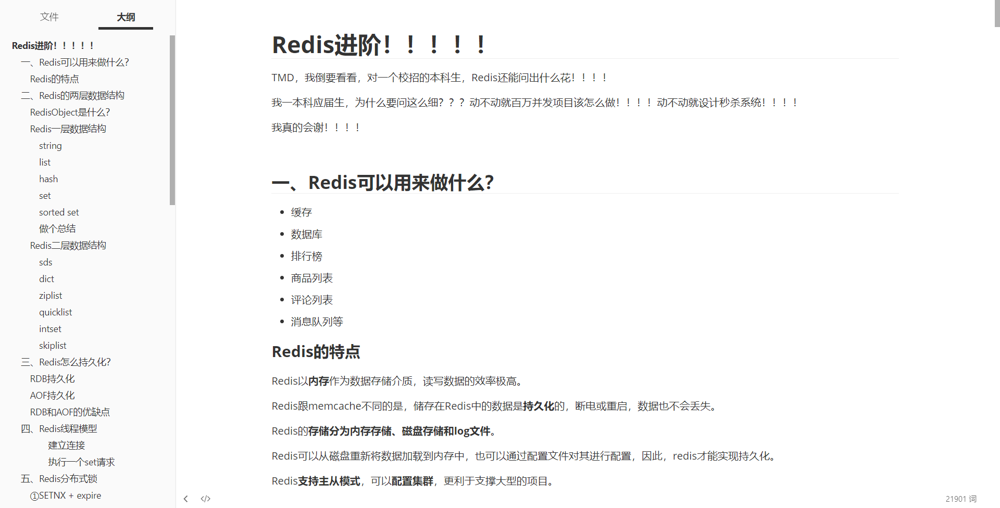 文件 大纲
Redis进阶！！！！！
一、Redis可以用来做什么?
Redis的特点
二、Redis的两层数据结构
RedisObject是什么?
Redis一层数据结构
string
list
hash
set
sorted set
做个总结
Redis二层数据结构
sds
dict
ziplist
quicklist
intset
skiplist
三、Redis怎么持久化?
RDB持久化
AOF持久化
RDB和AOF的优缺点
四、Redis线程模型
建立连接
执行一个set请求
五、Redis分布式锁
①SETNX + expire
Redis进阶！！！！！
TMD，我倒要看看，对一个校招的本科生，Redis还能问出什么花！！！！
我一本科应届生，为什么要问这么细？？？动不动就百万并发项目该怎么做！！！！动不动就设计秒杀系统！！！！
我真的会谢！！！！
一、Redis可以用来做什么?
• 缓存
• 数据库
• 排行榜
• 商品列表
• 评论列表
• 消息队列等
Redis的特点
Redis以内存作为数据存储介质，读写数据的效率极高。
Redis跟memcache不同的是，储存在Redis中的数据是持久化的，断电或重启，数据也不会丢失。
Redis的存储分为内存存储、磁盘存储和log文件。
Redis可以从磁盘重新将数据加载到内存中，也可以通过配置文件对其进行配置，因此，redis才能实现持久化。
Redis支持主从模式，可以配置集群，更利于支撑大型的项目。
21901 词